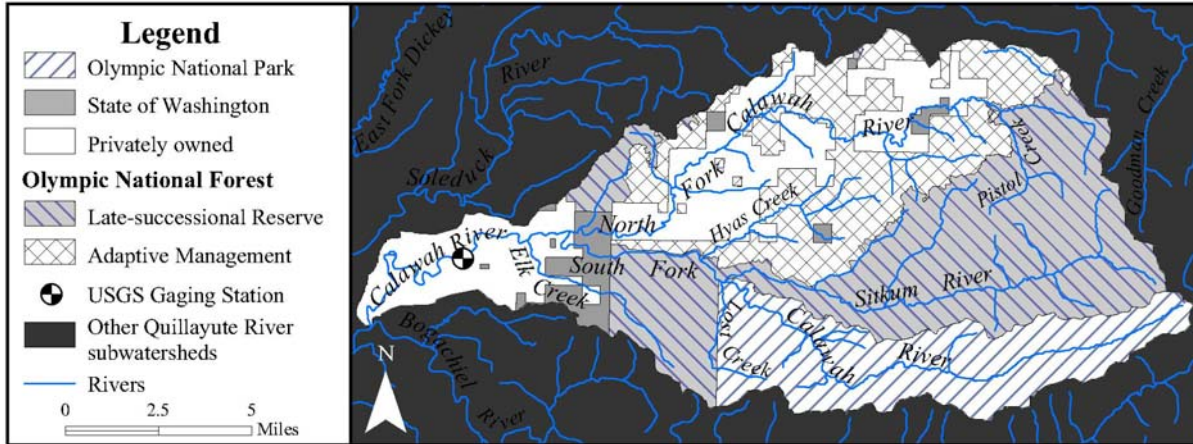 Legend
Olympic National Park
State of Washington
Privately owned
Olympic National Forest
Late-successional Reserve
Adaptive Management
USGS Gaging Station
Other Quillayute River
subwatersheds
Rivers
0 2.5 5
Miles
East Fork Dickey
River
Soleduck
Calawah River
Elk
Creek
North
Fork
Calawah
River
Hyas Creek
South
Fork
Sitkum River
Pistol
Creek
Goodman Creek
Lost
Creek
Calawah
River
Bogachiel
River
N